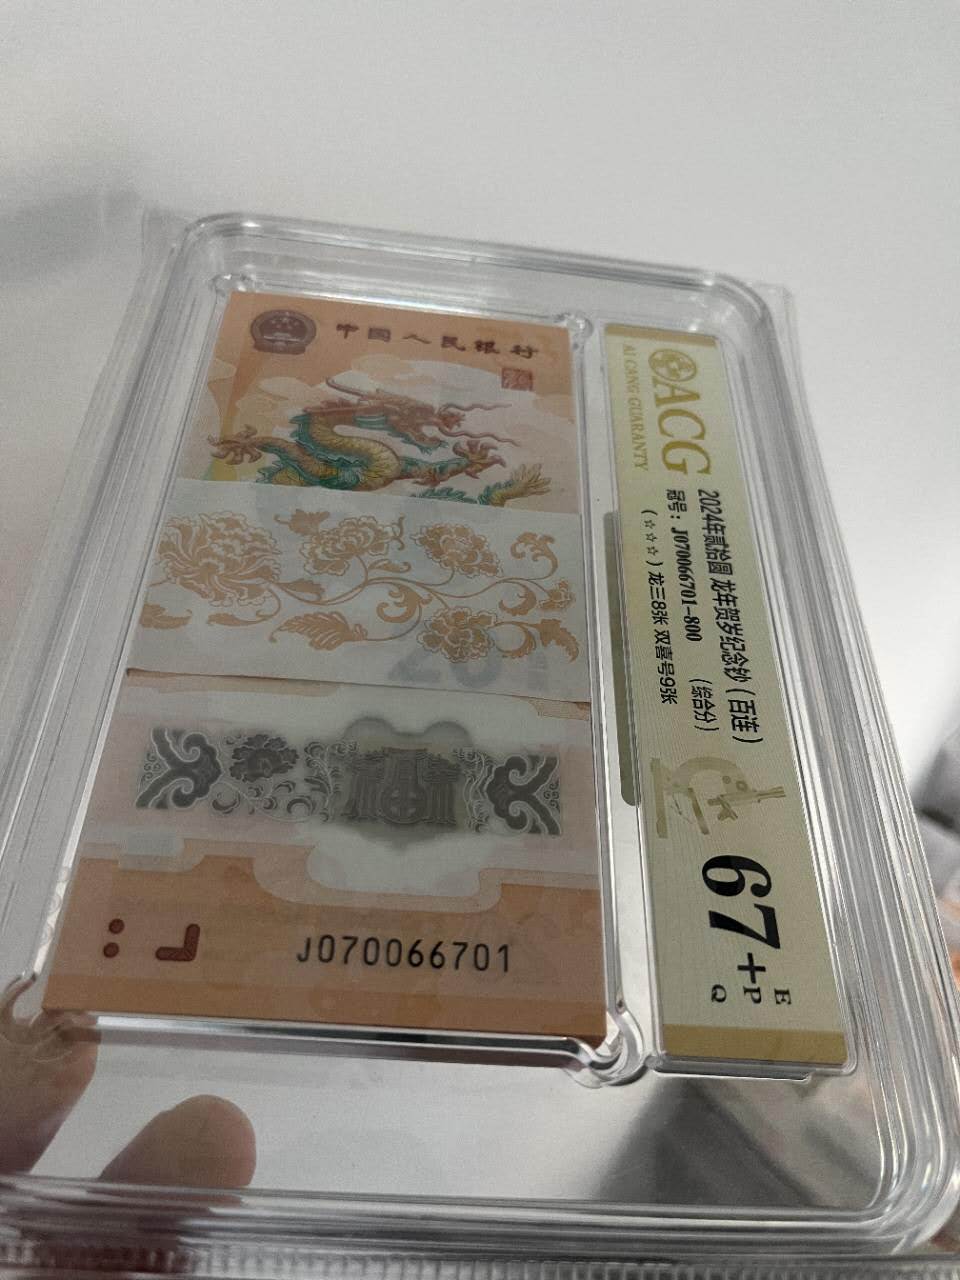 中国人民银行
J070066701
ACG
AI CANG GUARANTY
2024年贰拾圆 龙年贺岁纪念钞（百连）
冠号：J070066701-800 （综合分）
（☆☆☆）龙三8张 双喜号9张
67+
E
P
Q